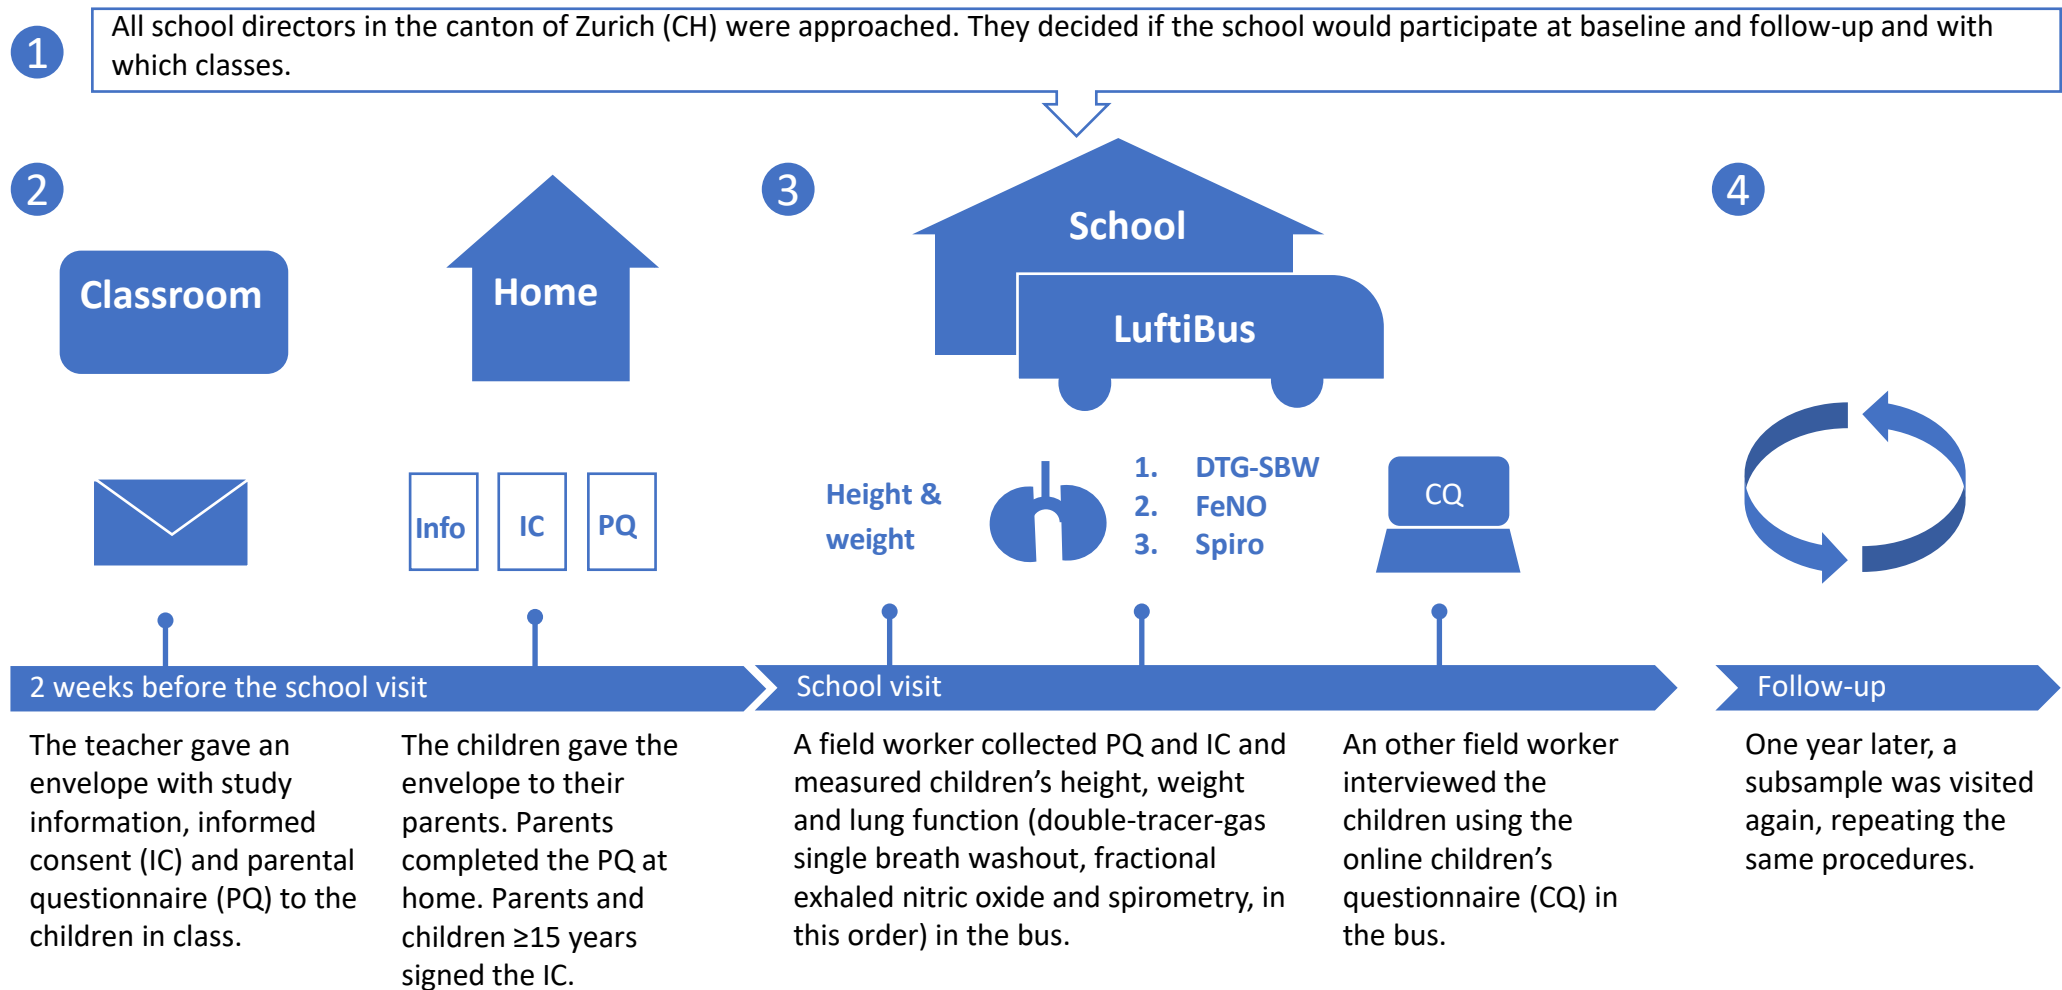 1
All school directors in the canton of Zurich (CH) were approached. They decided if the school would participate at baseline and follow-up and with
which classes.
2
Classroom
Home
3
School
LuftiBus
4
Info
IC
PQ
Height &
weight
1. DTG-SBW
2. FeNO
3. Spiro
CQ
2 weeks before the school visit
School visit
Follow-up
The teacher gave an
envelope with study
information, informed
consent (IC) and parental
questionnaire (PQ) to the
children in class.
The children gave the
envelope to their
parents. Parents
completed the PQ at
home. Parents and
children ≥15 years
signed the IC.
A field worker collected PQ and IC and
measured children's height, weight
and lung function (double-tracer-gas
single breath washout, fractional
exhaled nitric oxide and spirometry, in
this order) in the bus.
An other field worker
interviewed the
children using the
online children's
questionnaire (CQ) in
the bus.
One year later, a
subsample was visited
again, repeating the
same procedures.